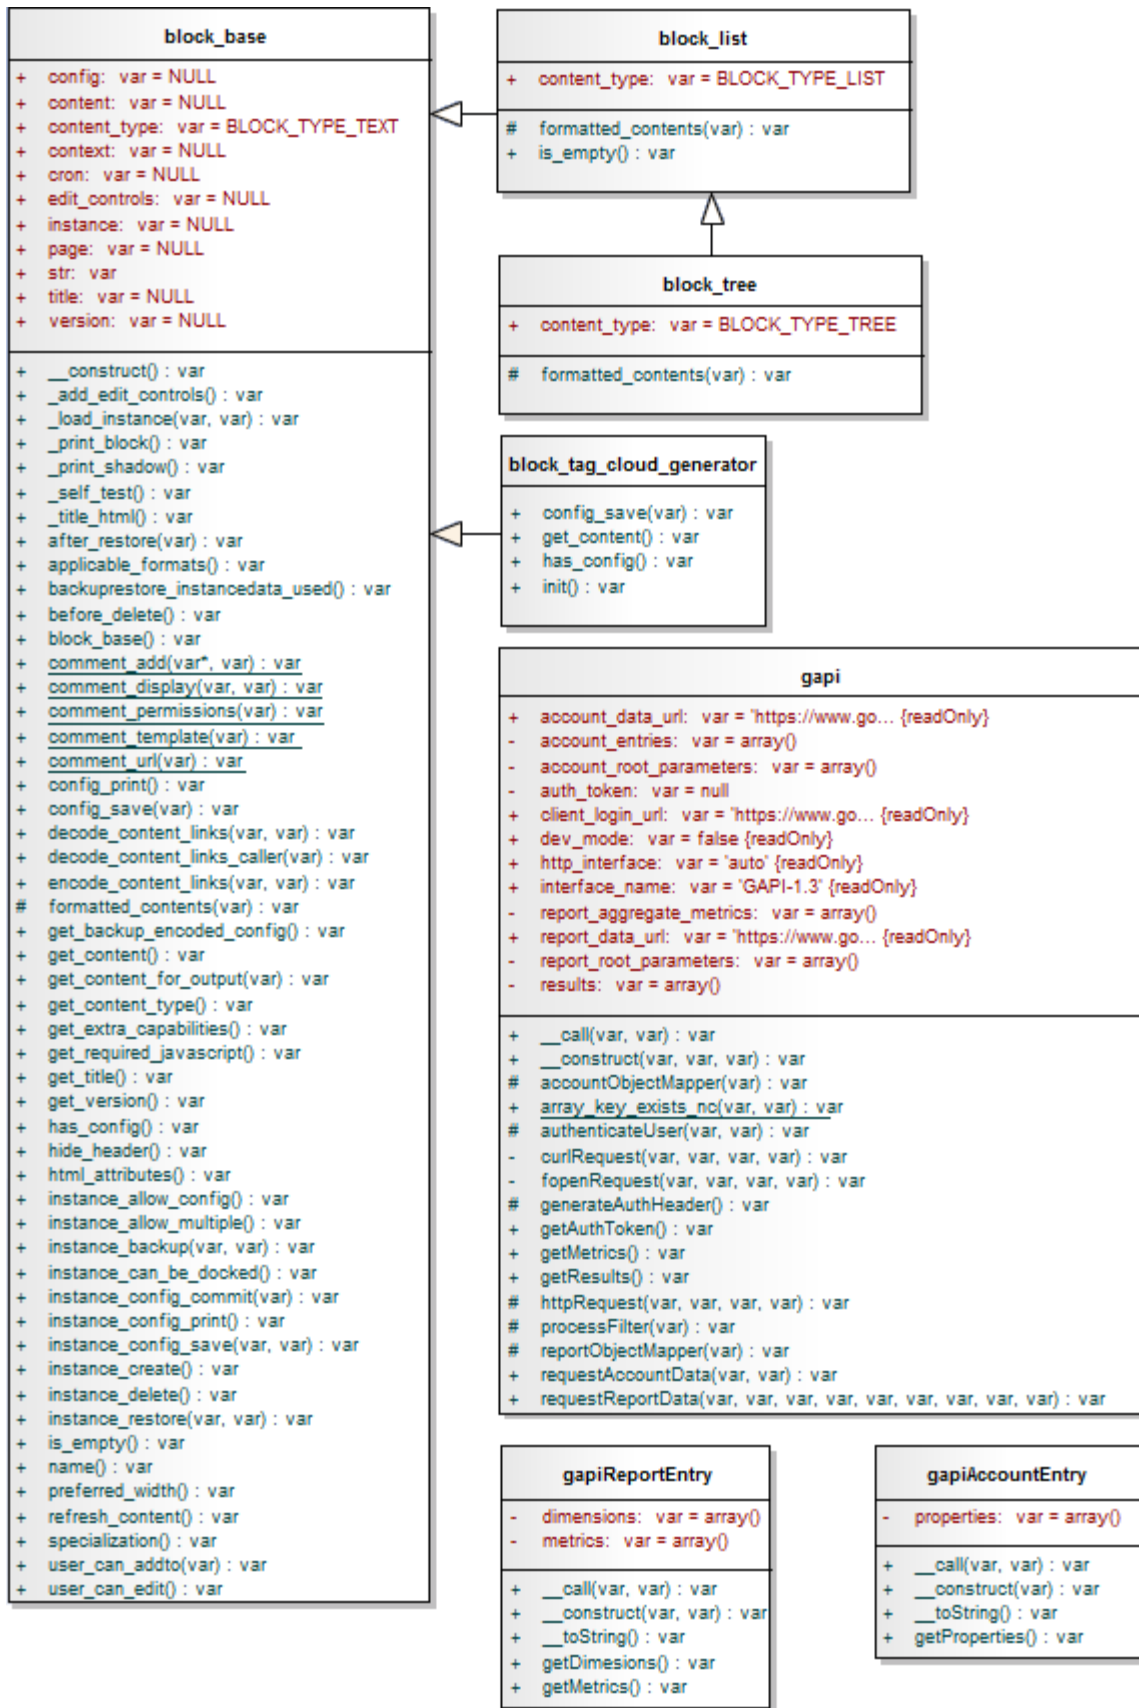 block_base
+ config: var = NULL
+ content: var = NULL
+ content_type: var = BLOCK_TYPE_TEXT
+ context: var = NULL
+ cron: var = NULL
+ edit_controls: var = NULL
+ instance: var = NULL
+ page: var = NULL
+ str: var
+ title: var = NULL
+ version: var = NULL
+ __construct() : var
+ _add_edit_controls() : var
+ _load_instance(var, var) : var
+ _print_block() : var
+ _print_shadow() : var
+ _self_test() : var
+ _title_html() : var
+ after_restore(var) : var
+ applicable_formats() : var
+ backuprestore_instancedata_used() : var
+ before_delete() : var
+ block_base() : var
+ comment_add(var*, var) : var
+ comment_display(var, var) : var
+ comment_permissions(var) : var
+ comment_template(var) : var
+ comment_url(var) : var
+ config_print() : var
+ config_save(var) : var
+ decode_content_links(var, var) : var
+ decode_content_links_caller(var) : var
+ encode_content_links(var, var) : var
# formatted_contents(var) : var
+ get_backup_encoded_config() : var
+ get_content() : var
+ get_content_for_output(var) : var
+ get_content_type() : var
+ get_extra_capabilities() : var
+ get_required_javascript() : var
+ get_title() : var
+ get_version() : var
+ has_config() : var
+ hide_header() : var
+ html_attributes() : var
+ instance_allow_config() : var
+ instance_allow_multiple() : var
+ instance_backup(var, var) : var
+ instance_can_be_docked() : var
+ instance_config_commit(var) : var
+ instance_config_print() : var
+ instance_config_save(var, var) : var
+ instance_create() : var
+ instance_delete() : var
+ instance_restore(var, var) : var
+ is_empty() : var
+ name() : var
+ preferred_width() : var
+ refresh_content() : var
+ specialization() : var
+ user_can_addto(var) : var
+ user_can_edit() : var
block_list
+ content_type: var = BLOCK_TYPE_LIST
# formatted_contents(var) : var
+ is_empty() : var
block_tree
+ content_type: var = BLOCK_TYPE_TREE
# formatted_contents(var) : var
block_tag_cloud_generator
+ config_save(var) : var
+ get_content() : var
+ has_config() : var
+ init() : var
gapi
+ account_data_url: var = "https://www.go... {readOnly}
- account_entries: var = array()
- account_root_parameters: var = array()
- auth_token: var = null
+ client_login_url: var = "https://www.go... {readOnly}
+ dev_mode: var = false {readOnly}
+ http_interface: var = "auto" {readOnly}
+ interface_name: var = "GAPI-1.3" {readOnly}
- report_aggregate_metrics: var = array()
+ report_data_url: var = "https://www.go... {readOnly}
- report_root_parameters: var = array()
- results: var = array()
+ __call(var, var) : var
+ __construct(var, var, var) : var
# accountObjectMapper(var) : var
+ array_key_exists_nc(var, var) : var
# authenticateUser(var, var) : var
- curlRequest(var, var, var, var) : var
- fopenRequest(var, var, var, var) : var
# generateAuthHeader() : var
+ getAuthToken() : var
+ getMetrics() : var
+ getResults() : var
# httpRequest(var, var, var, var) : var
# processFilter(var) : var
# reportObjectMapper(var) : var
+ requestAccountData(var, var) : var
+ requestReportData(var, var, var, var, var, var, var, var) : var
gapiReportEntry
- dimensions: var = array()
- metrics: var = array()
+ __call(var, var) : var
+ __construct(var, var) : var
+ __toString() : var
+ getDimesions() : var
+ getMetrics() : var
gapiAccountEntry
- properties: var = array()
+ __call(var, var) : var
+ __construct(var) : var
+ __toString() : var
+ getProperties() : var